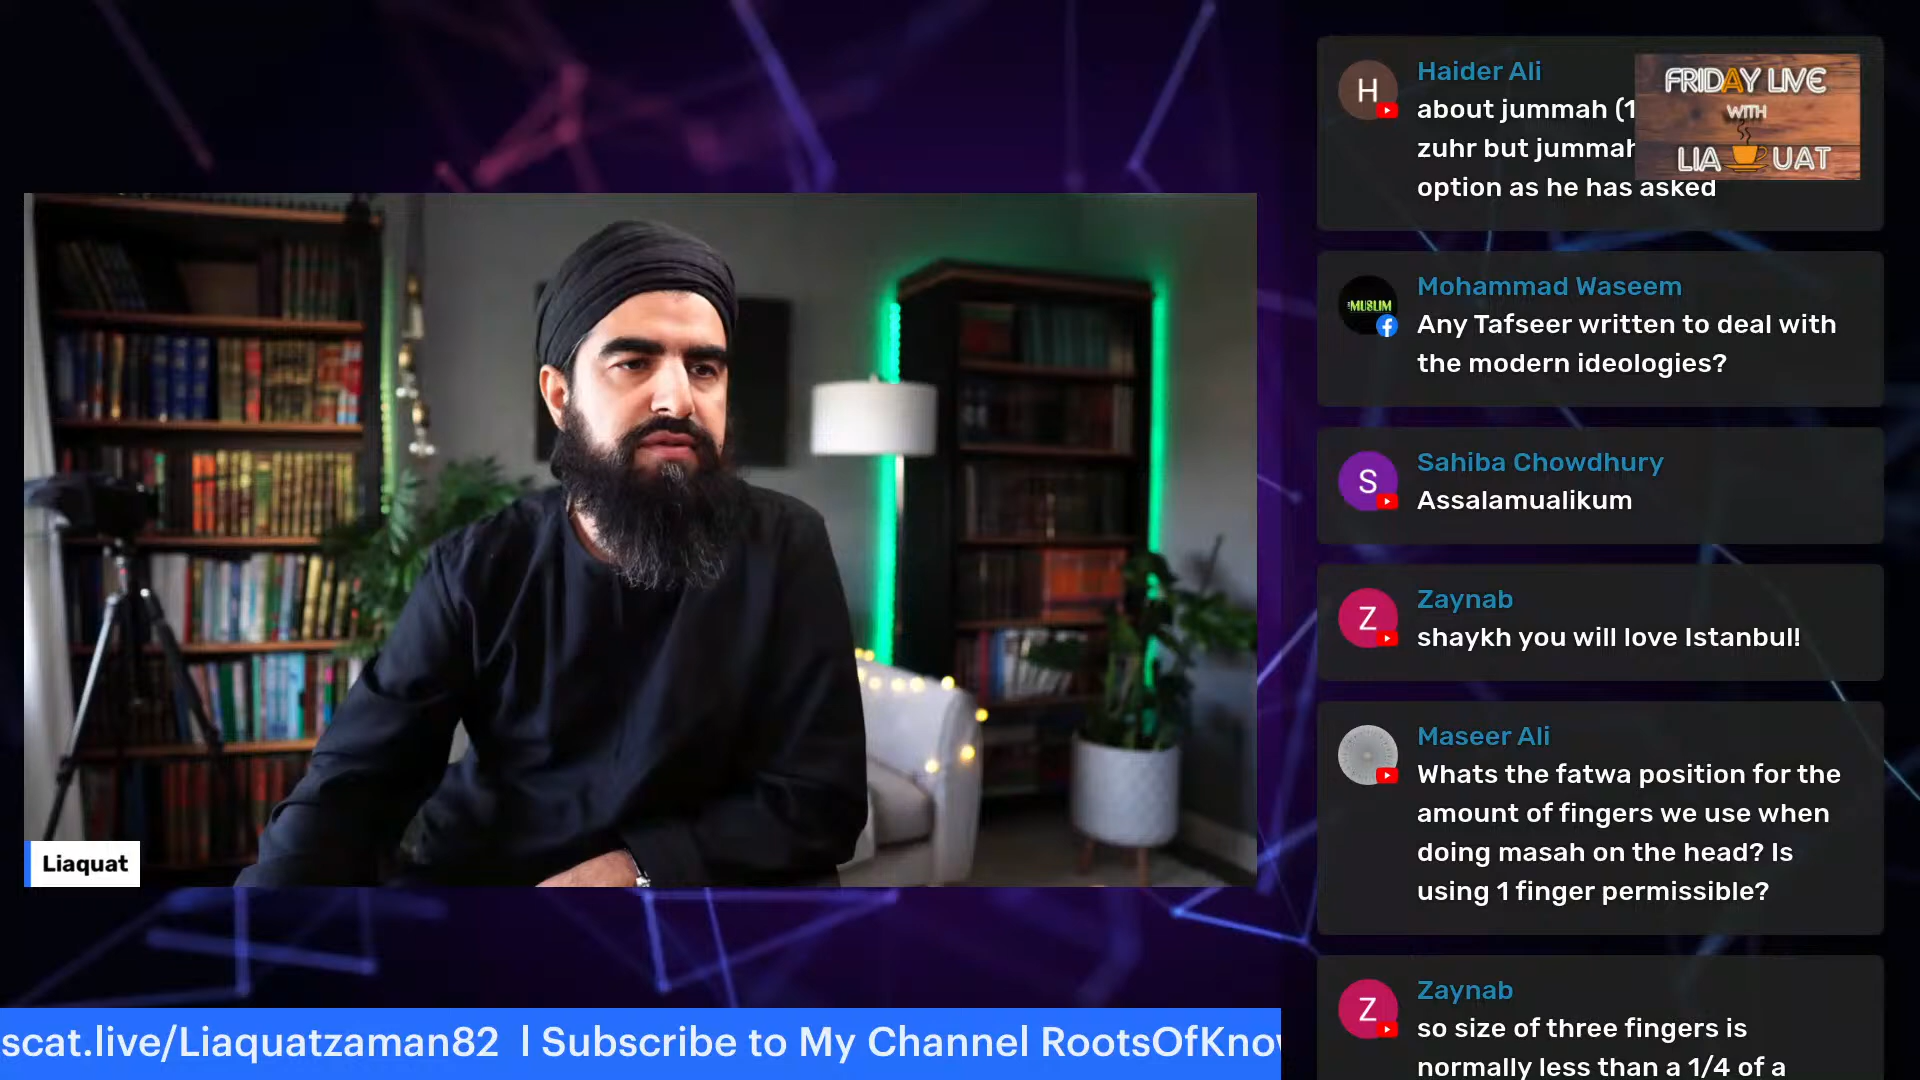 Haider Ali
about jummah (1
zuhr but jummah
option as he has asked
FRIDAY LIVE
WITH
LIA UAT
H
Mohammad Waseem
Any Tafseer written to deal with
the modern ideologies?
MUSLIM
Sahiba Chowdhury
Assalamualikum
S
Zaynab
shaykh you will love Istanbul!
Z
Maseer Ali
Whats the fatwa position for the
amount of fingers we use when
doing masah on the head? Is
using 1 finger permissible?
Zaynab
so size of three fingers is
normally less than a 1/4 of a
Z
Liaquat
scat.live/Liaquatzaman82 | Subscribe to My Channel RootsOfKno